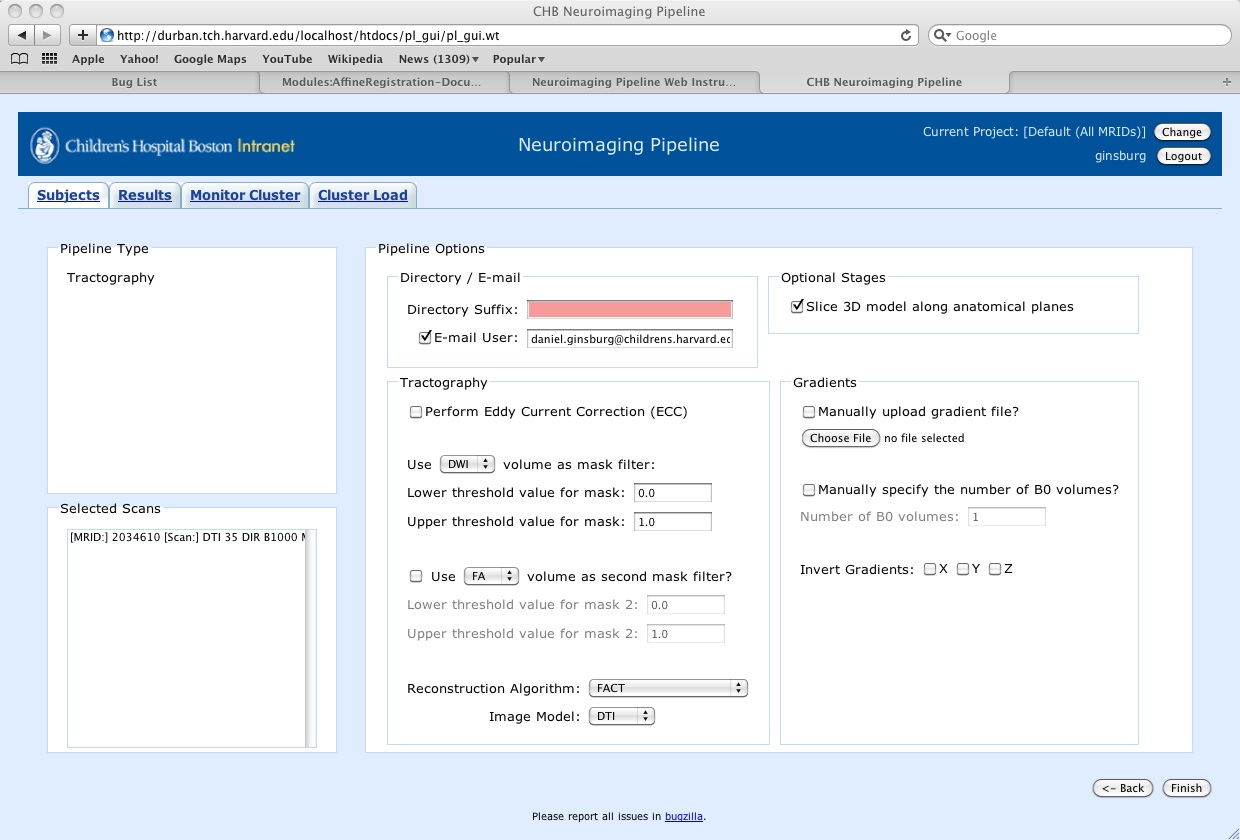 CHB Neuroimaging Pipeline
http://durban.tch.harvard.edu/localhost/htdocs/pl_gui/pl_gui.wt
Google
Apple Yahoo! Google Maps YouTube Wikipedia News (1309) Popular
Bug List Modules:AffineRegistration-Docu... Neuroimaging Pipeline Web Instru... CHB Neuroimaging Pipeline
Children's Hospital Boston Intranet
Neuroimaging Pipeline
Current Project: [Default (All MRIDs)] Change
ginsburg Logout
Subjects Results Monitor Cluster Cluster Load
Pipeline Type
Tractography
Selected Scans
[MRID:] 2034610 [Scan:] DTI 35 DIR B1000
Pipeline Options
Directory / E-mail
Directory Suffix:
E-mail User: daniel.ginsburg@childrens.harvard.ec
Optional Stages
Slice 3D model along anatomical planes
Tractography
Perform Eddy Current Correction (ECC)
Use DWI volume as mask filter:
Lower threshold value for mask: 0.0
Upper threshold value for mask: 1.0
Use FA volume as second mask filter?
Lower threshold value for mask 2: 0.0
Upper threshold value for mask 2: 1.0
Reconstruction Algorithm: FACT
Image Model: DTI
Gradients
Manually upload gradient file?
Choose File no file selected
Manually specify the number of B0 volumes?
Number of B0 volumes: 1
Invert Gradients: X Y Z
<- Back Finish
Please report all issues in bugzilla.